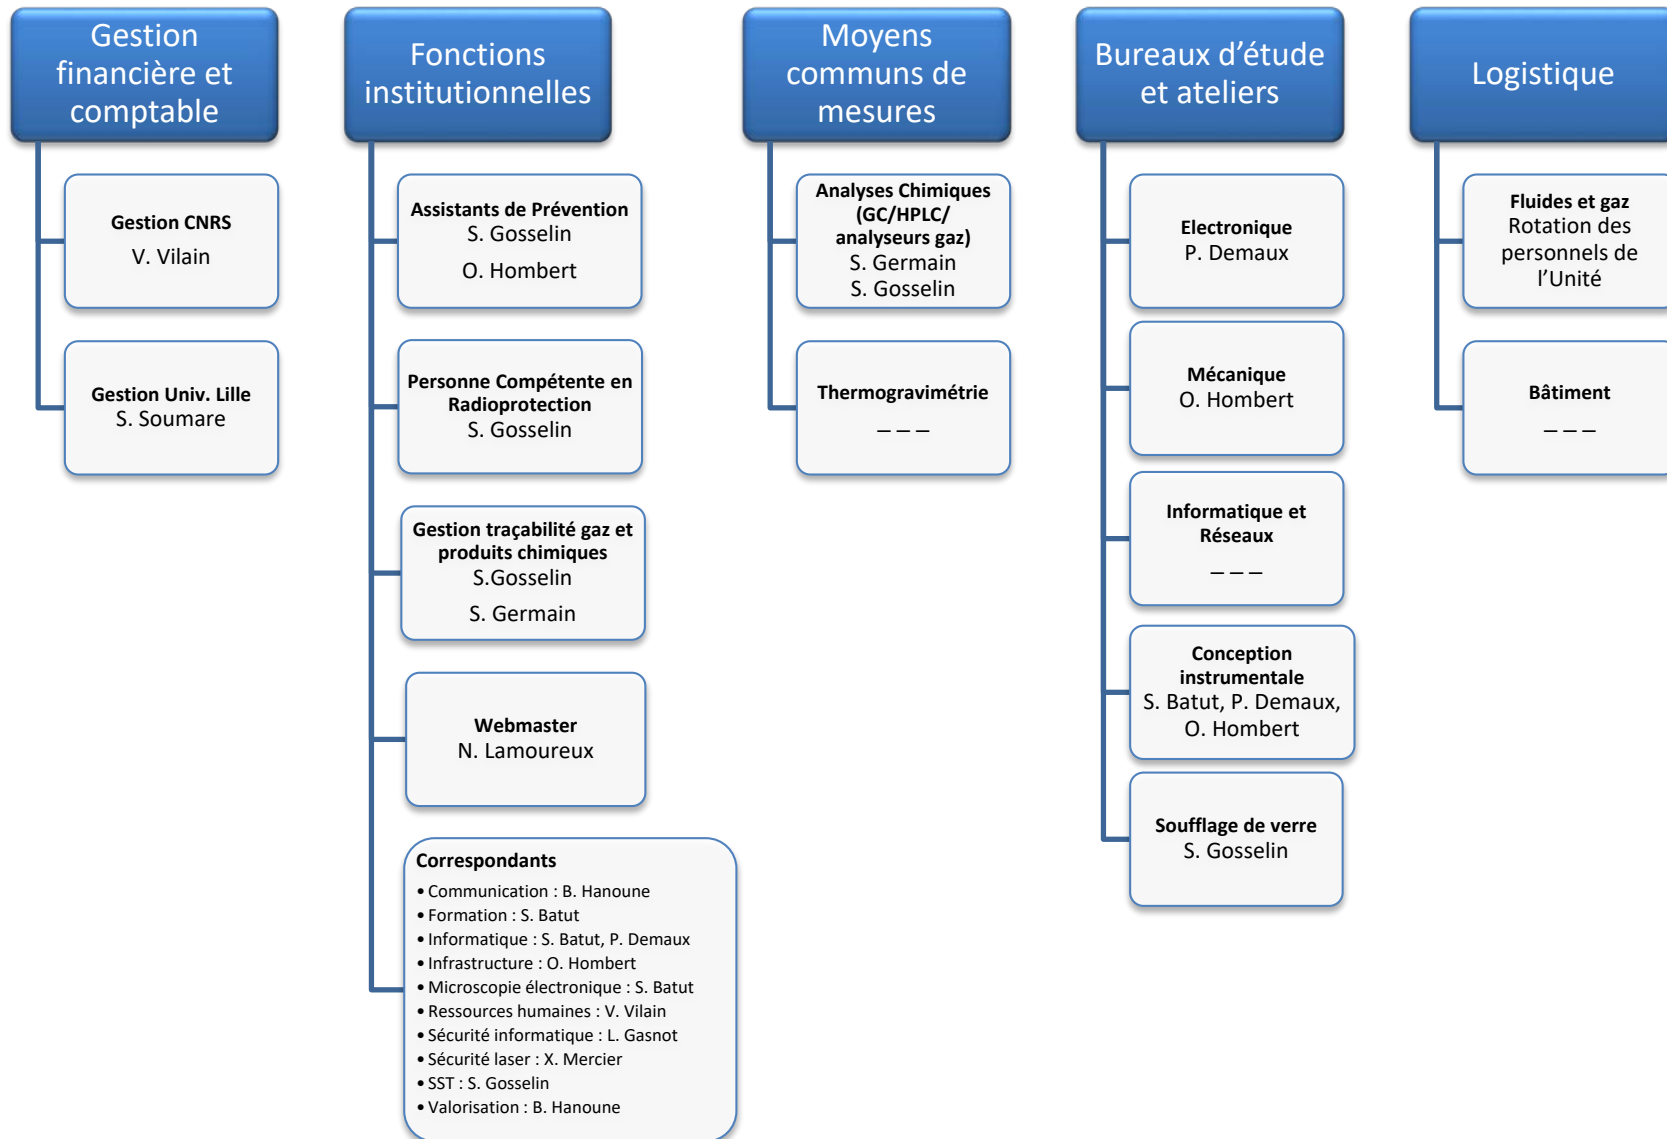 Gestion
financière et
comptable
Gestion CNRS
V. Vilain
Gestion Univ. Lille
S. Soumare
Fonctions
institutionnelles
Assistants de Prévention
S. Gosselin
O. Hombert
Personne Compétente en
Radioprotection
S. Gosselin
Gestion traçabilité gaz et
produits chimiques
S.Gosselin
S. Germain
Webmaster
N. Lamoureux
Correspondants
• Communication : B. Hanoune
• Formation : S. Batut
• Informatique : S. Batut, P. Demaux
• Infrastructure : O. Hombert
• Microscopie électronique : S. Batut
• Ressources humaines : V. Vilain
• Sécurité informatique : L. Gasnot
• Sécurité laser : X. Mercier
• SST : S. Gosselin
• Valorisation : B. Hanoune
Moyens
communs de
mesures
Analyses Chimiques
(GC/HPLC/
analyseurs gaz)
S. Germain
S. Gosselin
Thermogravimétrie
_ _ _
Bureaux d’étude
et ateliers
Electronique
P. Demaux
Mécanique
O. Hombert
Informatique et
Réseaux
_ _ _
Conception
instrumentale
S. Batut, P. Demaux,
O. Hombert
Soufflage de verre
S. Gosselin
Logistique
Fluides et gaz
Rotation des
personnels de
l’Unité
Bâtiment
_ _ _